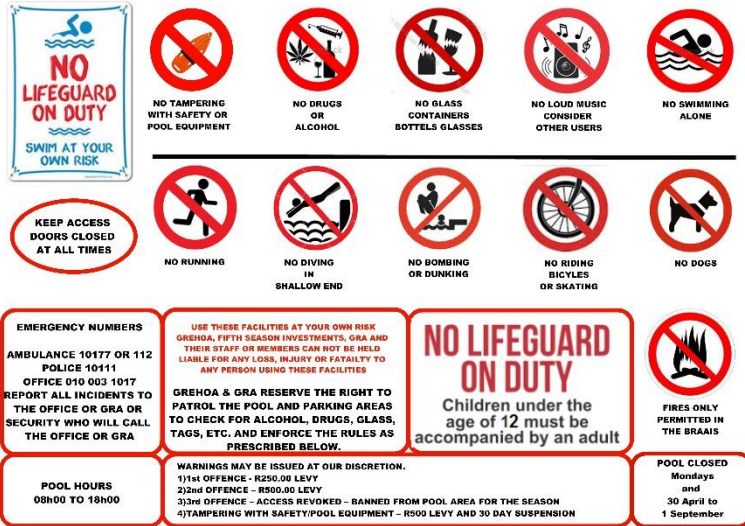 NO
LIFEGUARD
ON DUTY
SWIM AT YOUR
OWN RISK
NO TAMPERING
WITH SAFETY OR
POOL EQUIPMENT
NO DRUGS
OR
ALCOHOL
NO GLASS
CONTAINERS
BOTTELS GLASSES
NO LOUD MUSIC
CONSIDER
OTHER USERS
NO SWIMMING
ALONE
KEEP ACCESS
DOORS CLOSED
AT ALL TIMES
NO RUNNING
NO DIVING
IN
SHALLOW END
NO BOMBING
OR DUNKING
NO RIDING
BICYLES
OR SKATING
NO DOGS
EMERGENCY NUMBERS
AMBULANCE 10177 OR 112
POLICE 10111
OFFICE 010 003 1017
REPORT ALL INCIDENTS TO
THE OFFICE OR GRA OR
SECURITY WHO WILL CALL
THE OFFICE OR GRA
USE THESE FACILITIES AT YOUR OWN RISK
GREHOA, FIFTH SEASON INVESTMENTS, GRA AND
THEIR STAFF OR MEMBERS CAN NOT BE HELD
LIABLE FOR ANY LOSS, INJURY OR FATAILTY TO
ANY PERSON USING THESE FACILITIES
GREHOA & GRA RESERVE THE RIGHT TO
PATROL THE POOL AND PARKING AREAS
TO CHECK FOR ALCOHOL, DRUGS, GLASS,
TAGS, ETC. AND ENFORCE THE RULES AS
PRESCRIBED BELOW.
NO LIFEGUARD
ON DUTY
Children under the
age of 12 must be
accompanied by an adult
FIRES ONLY
PERMITTED IN
THE BRAAIS
POOL HOURS
08h00 TO 18h00
WARNINGS MAY BE ISSUED AT OUR DISCRETION.
1)1st OFFENCE - R250.00 LEVY
2)2nd OFFENCE – R500.00 LEVY
3)3rd OFFENCE – ACCESS REVOKED – BANNED FROM POOL AREA FOR THE SEASON
4)TAMPERING WITH SAFETY/POOL EQUIPMENT – R500 LEVY AND 30 DAY SUSPENSION
POOL CLOSED
Mondays
and
30 April to
1 September